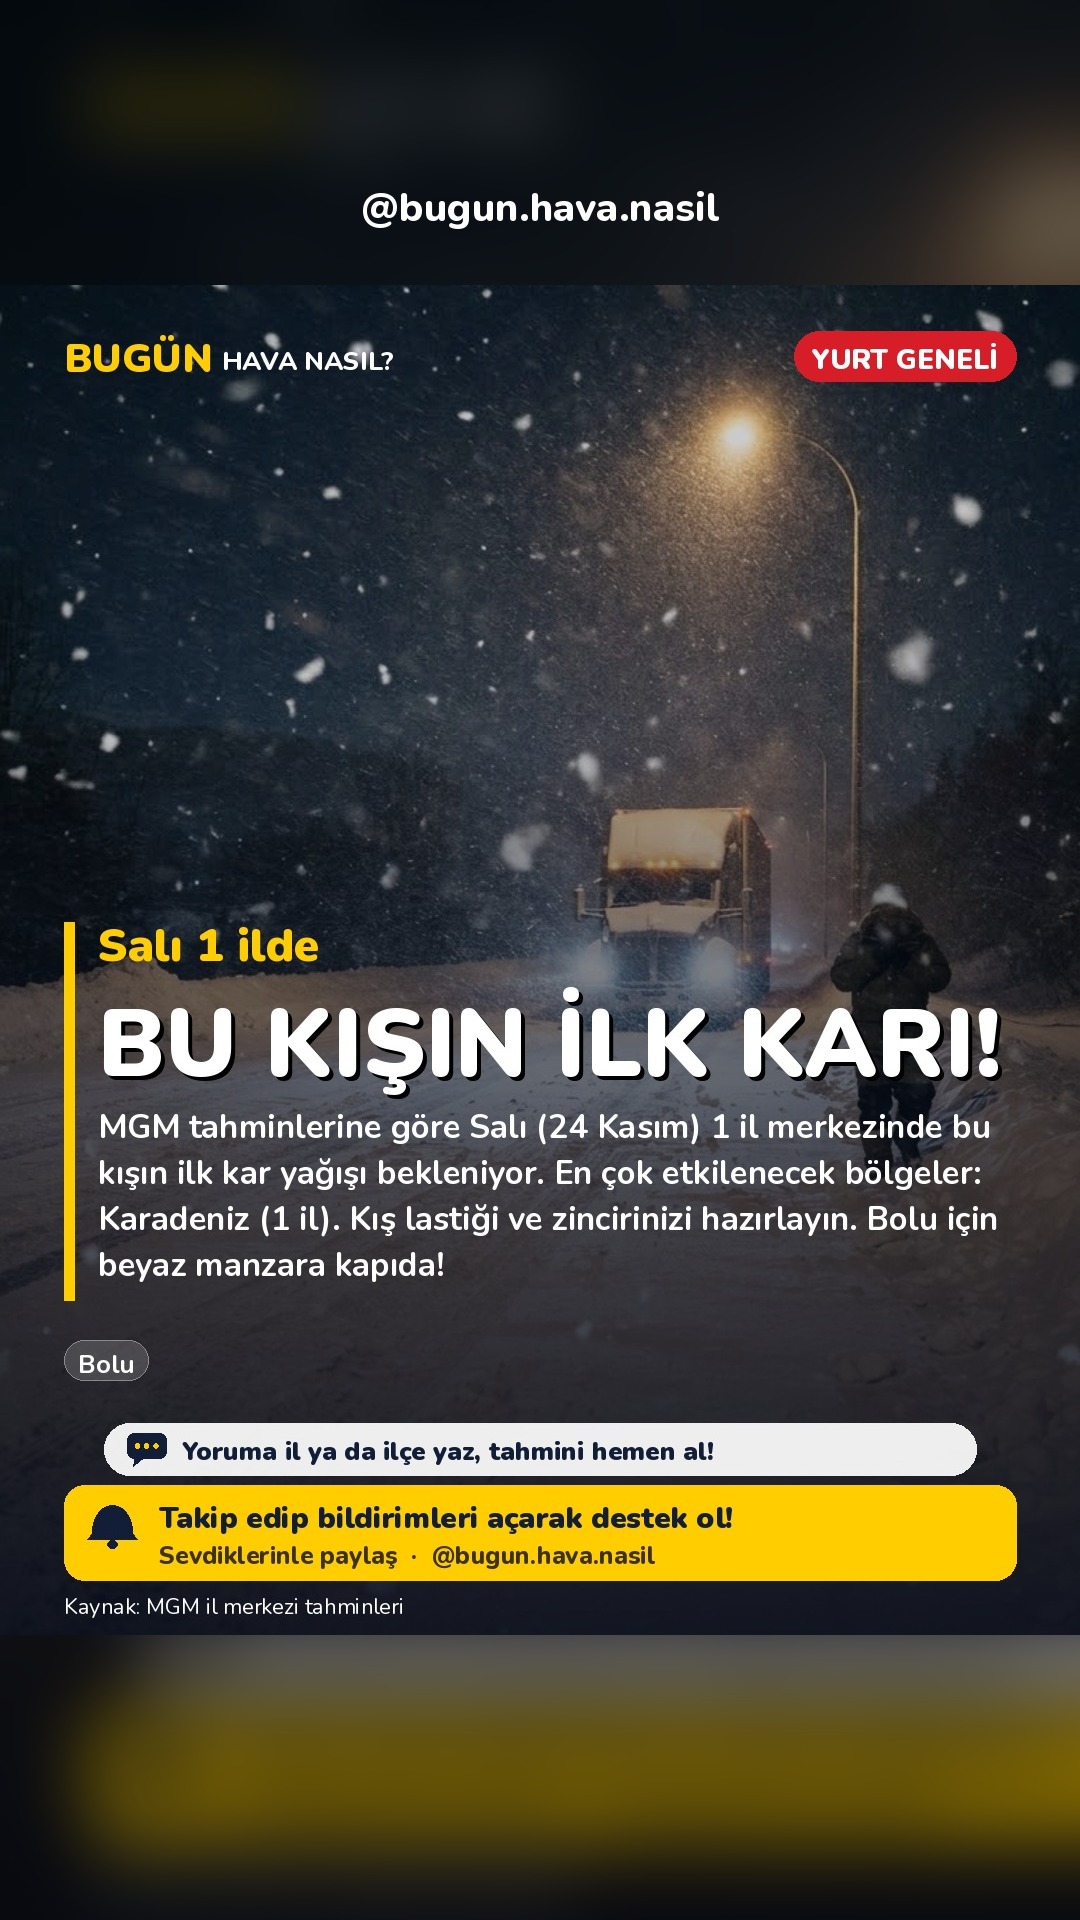 @bugun.hava.nasil
BUGÜN HAVA NASIL?
YURT GENELİ
Salı 1 ilde
BU KIŞIN İLK KARI!
MGM tahminlerine göre Salı (24 Kasım) 1 il merkezinde bu
kışın ilk kar yağışı bekleniyor. En çok etkilenecek bölgeler:
Karadeniz (1 il). Kış lastiği ve zincirinizi hazırlayın. Bolu için
beyaz manzara kapıda!
Bolu
Yoruma il ya da ilçe yaz, tahmini hemen al!
Takip edip bildirimleri açarak destek ol!
Sevdiklerinle paylaş · @bugun.hava.nasil
Kaynak: MGM il merkezi tahminleri